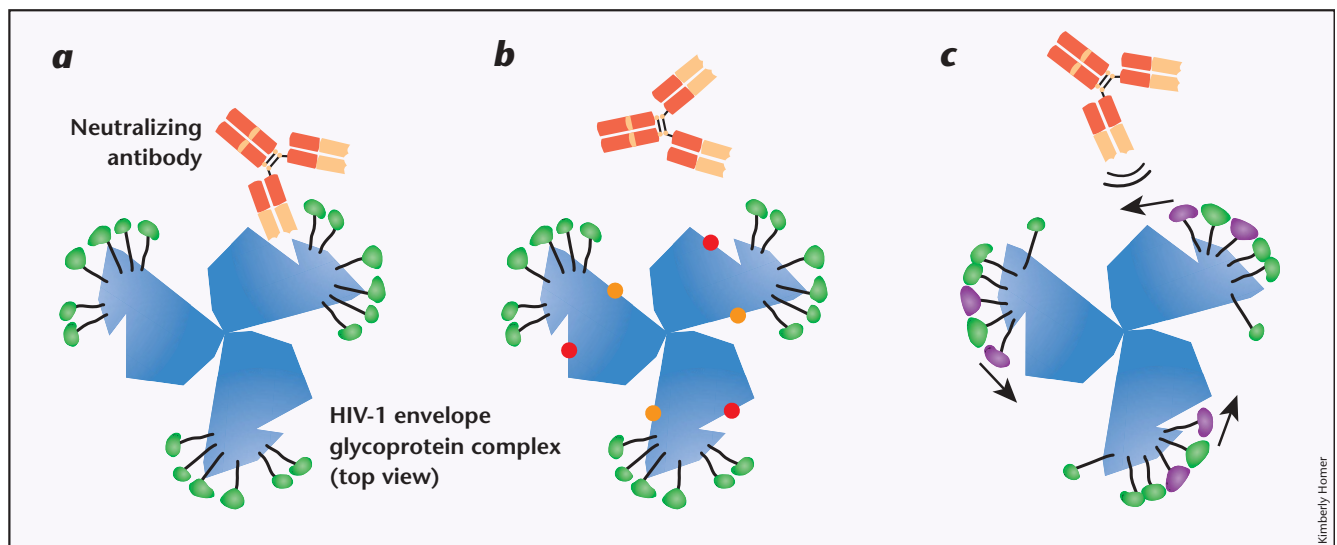 a
Neutralizing
antibody
HIV-1 envelope
glycoprotein complex
(top view)
b
c
Kimberly Homer